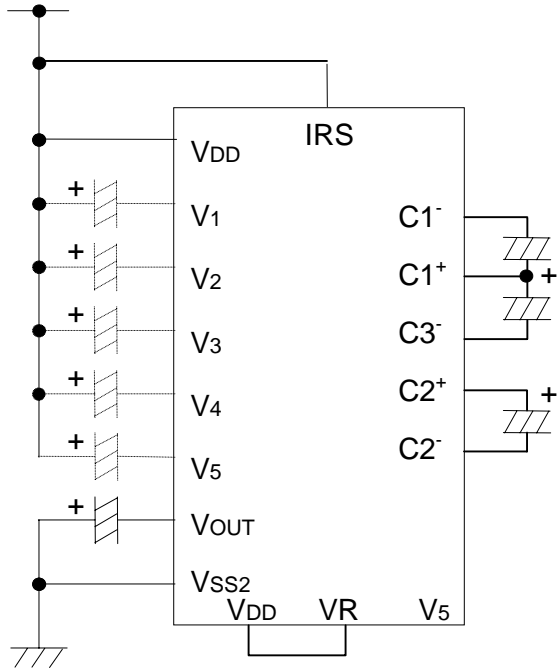 IRS
VDD
+
V1
+
V2
+
V3
+
V4
+
V5
+
VOUT
VSS2
C1-
C1+
+
C3-
C2+
+
C2-
VDD VR V5